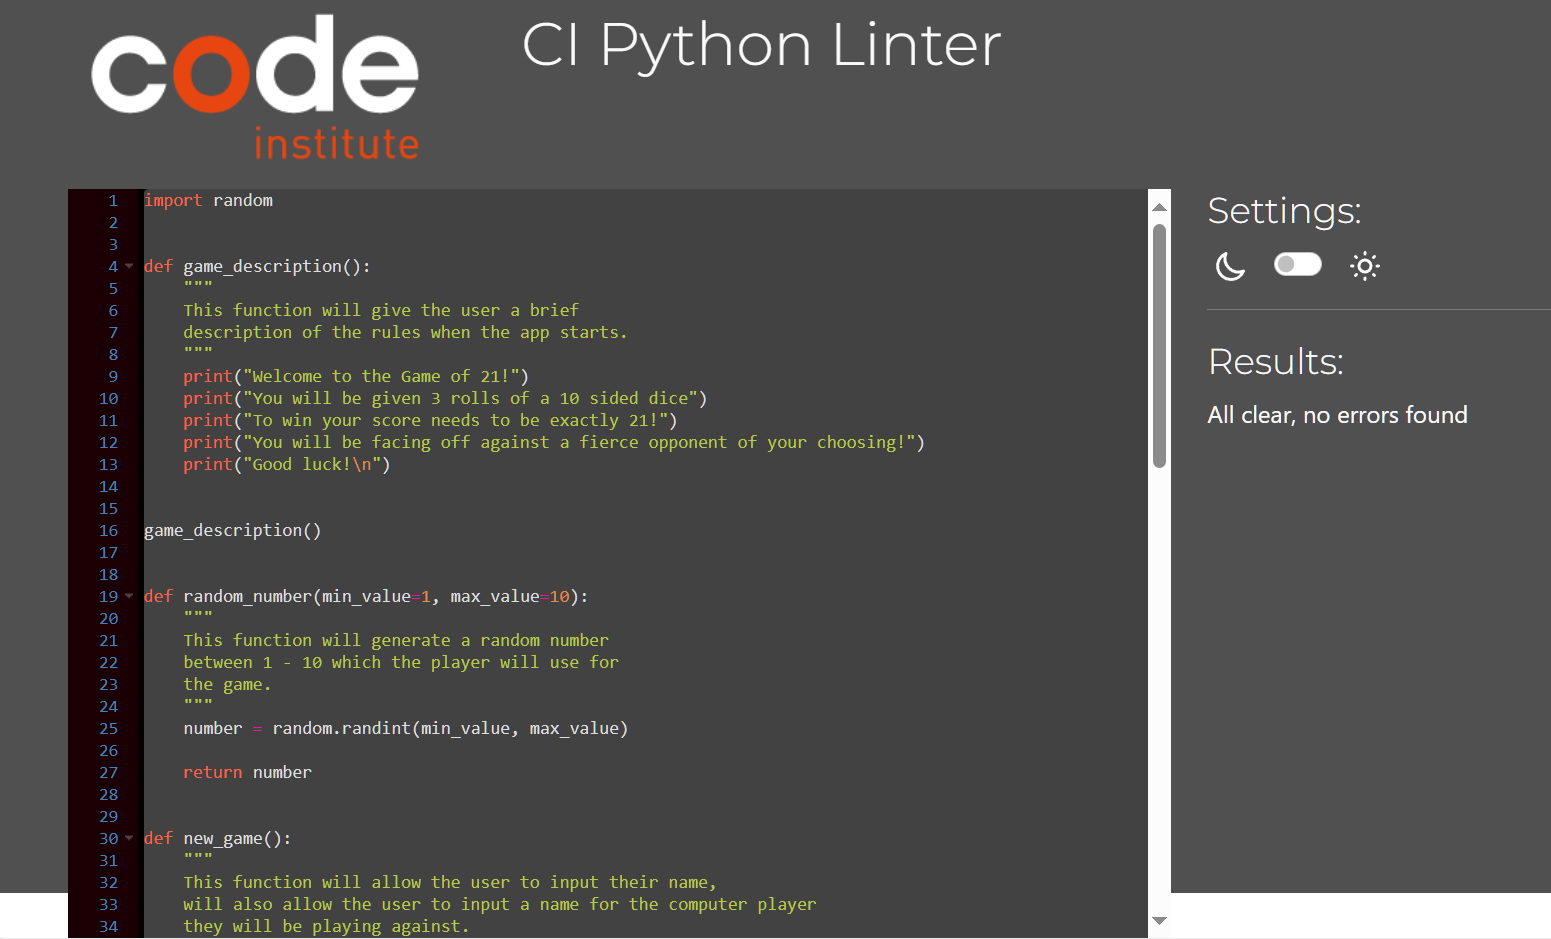 code
institute
CI Python Linter
1 import random
2
3
4 def game_description():
5     """
6     This function will give the user a brief
7     description of the rules when the app starts.
8     """
9     print("Welcome to the Game of 21!")
10     print("You will be given 3 rolls of a 10 sided dice")
11     print("To win your score needs to be exactly 21!")
12     print("You will be facing off against a fierce opponent of your choosing!")
13     print("Good luck!\n")
14
15
16 game_description()
17
18
19 def random_number(min_value=1, max_value=10):
20     """
21     This function will generate a random number
22     between 1 - 10 which the player will use for
23     the game.
24     """
25     number = random.randint(min_value, max_value)
26
27     return number
28
29
30 def new_game():
31     """
32     This function will allow the user to input their name,
33     will also allow the user to input a name for the computer player
34     they will be playing against.
Settings:
Results:
All clear, no errors found